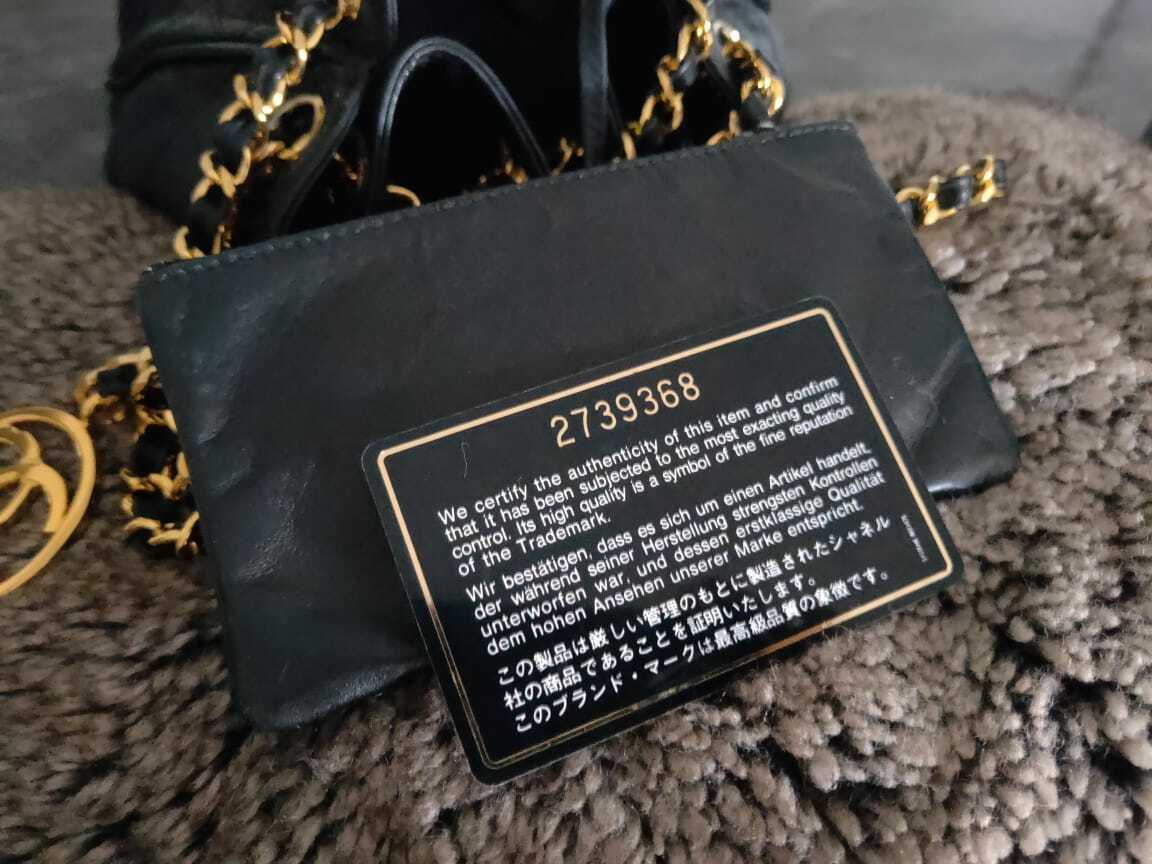 2739368
We certify the authenticity of this item and confirm
that it has been subjected to the most exacting quality
control. Its high quality is a symbol of the fine reputation
of the Trademark.
Wir bestätigen, dass es sich um einen Artikel handelt,
der während seiner Herstellung strengsten Kontrollen
unterworfen war, und dessen erstklassige Qualität
dem hohen Ansehen unserer Marke entspricht.
この製品は厳しい管理のもとに製造されたシャネル
社の商品であることを証明いたします。
このブランド・マークは最高級品質の象徴です。